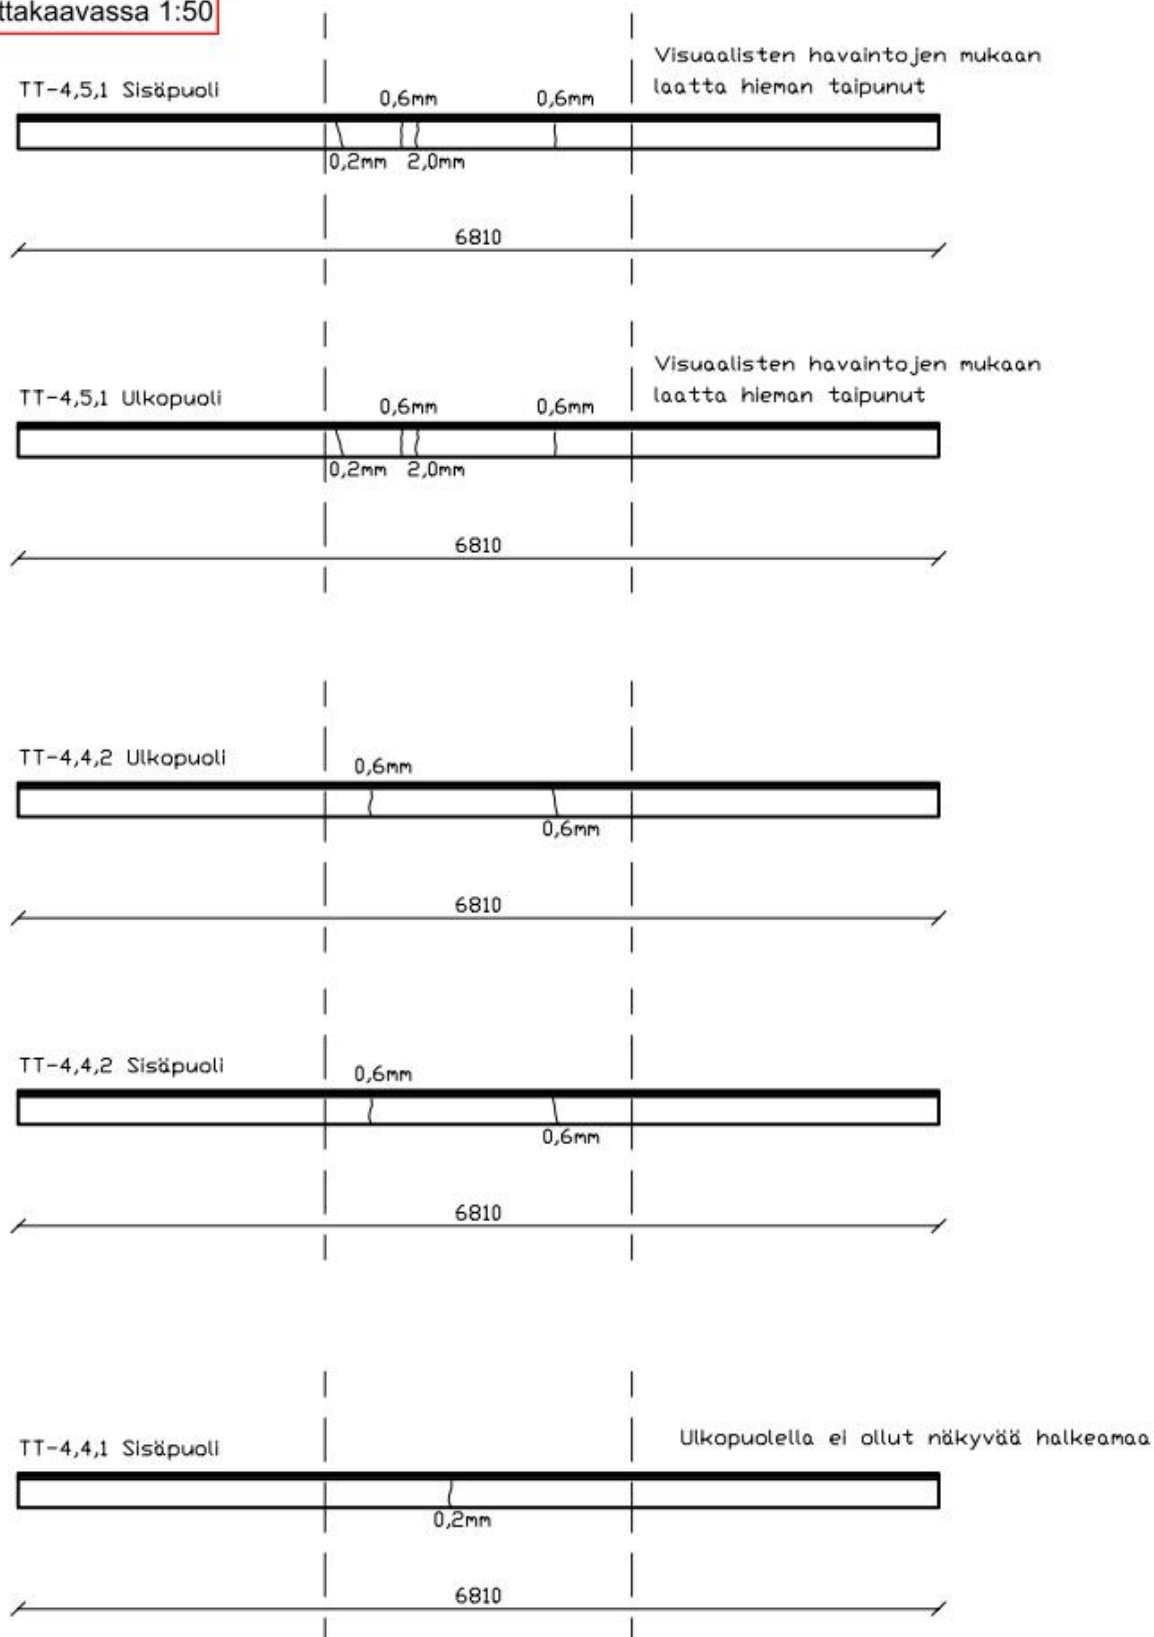 ttakaavassa 1:50
Visuaalisten havaintojen mukaan
laatta hieman taipunut
TT-4,5,1 Sisäpuoli
0,6mm 0,6mm
0,2mm 2,0mm
6810
Visuaalisten havaintojen mukaan
laatta hieman taipunut
TT-4,5,1 Ulkopuoli
0,6mm 0,6mm
0,2mm 2,0mm
6810
TT-4,4,2 Ulkopuoli
0,6mm
0,6mm
6810
TT-4,4,2 Sisäpuoli
0,6mm
0,6mm
6810
Ulkopuolella ei ollut näkyvää halkeamaa
TT-4,4,1 Sisäpuoli
0,2mm
6810